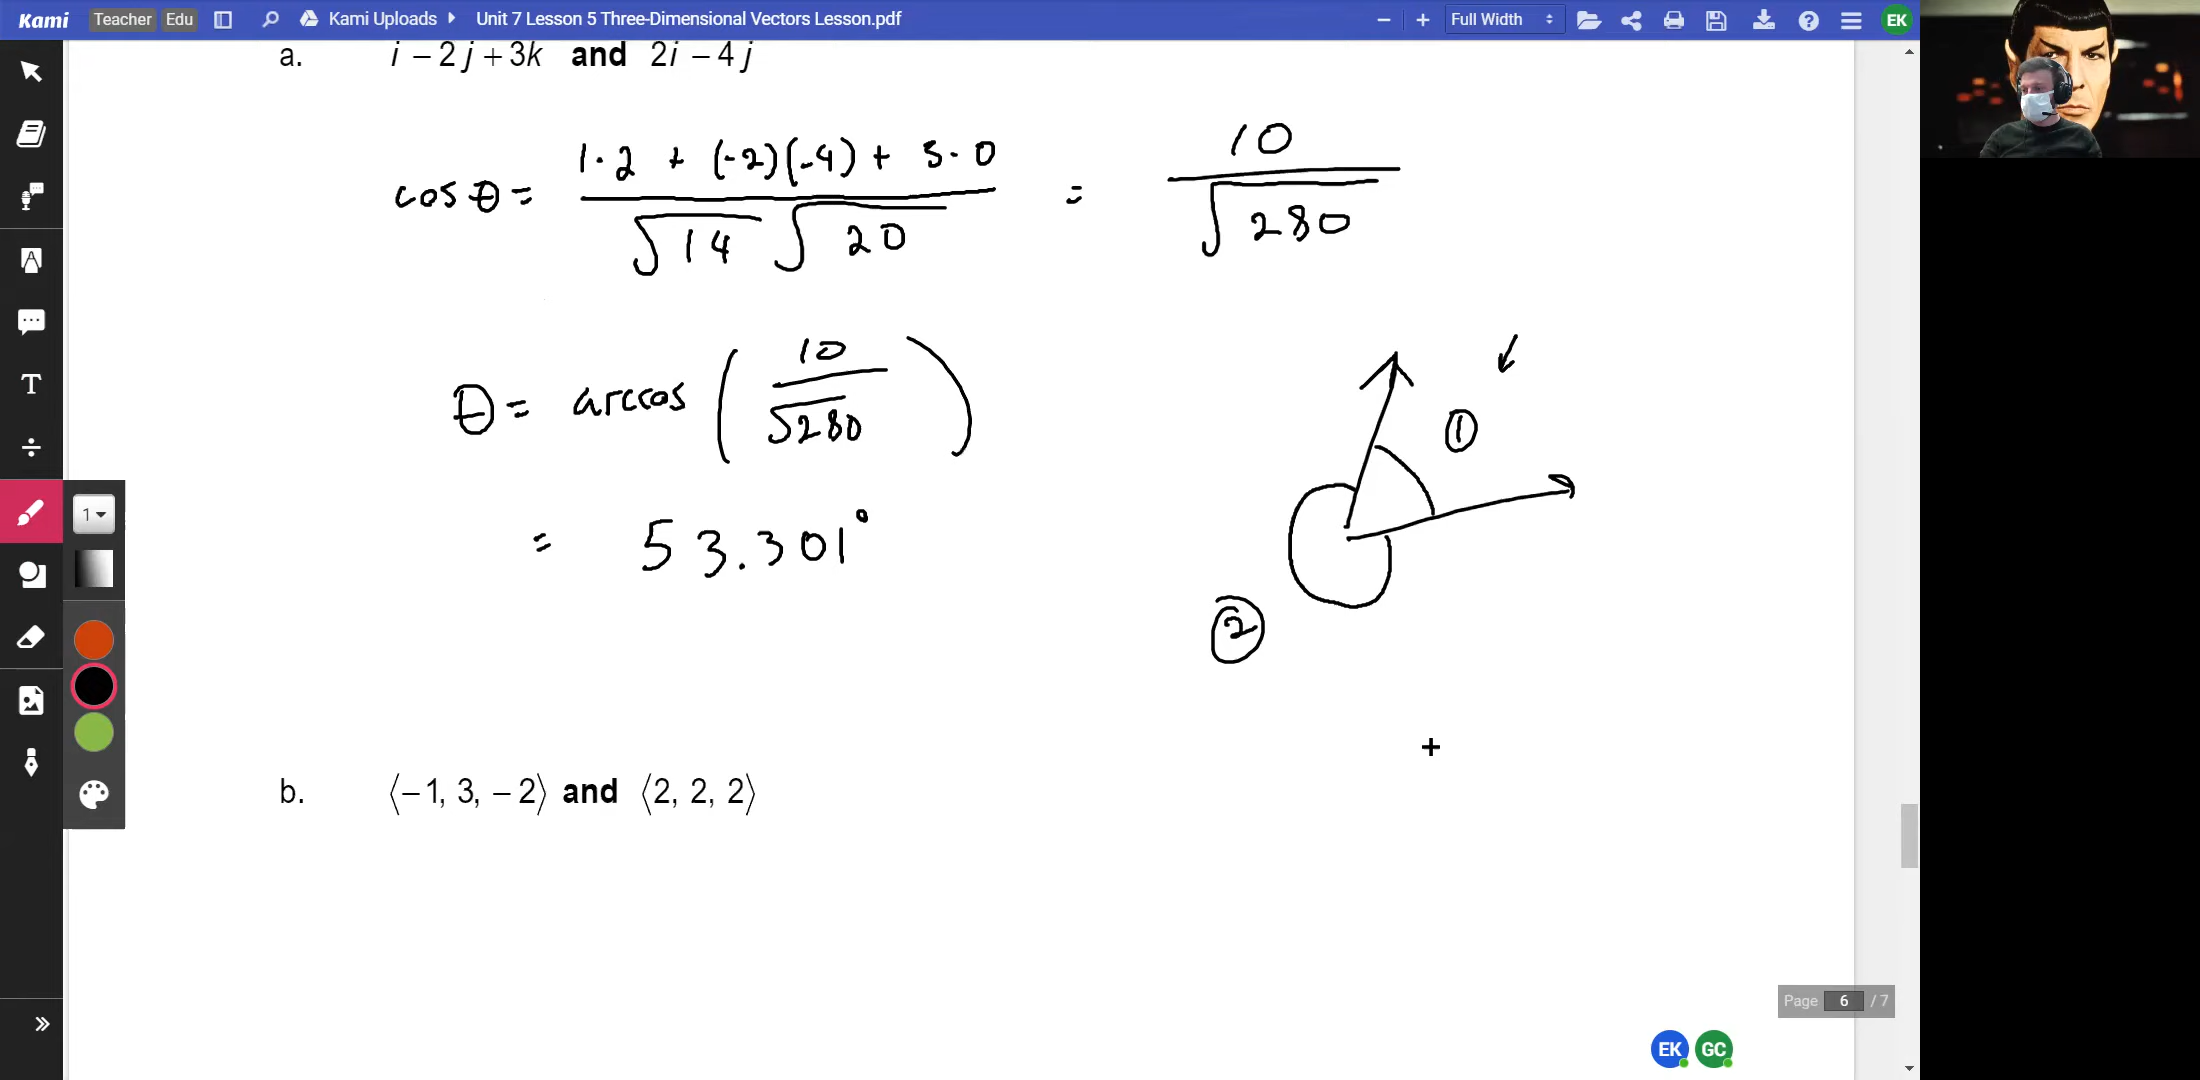 Kami Teacher Edu Kami Uploads Unit 7 Lesson 5 Three-Dimensional Vectors Lesson.pdf − + Full Width EK
a. i − 2j + 3k and 2i − 4j
cos θ = (1·2 + (-2)(-4) + 3·0) / (√14 √20) = 10 / √280
θ = arccos ( 10 / √280 )
①
= 53.301°
②
1
b. ⟨−1, 3, −2⟩ and ⟨2, 2, 2⟩
Page 6 / 7
EK GC